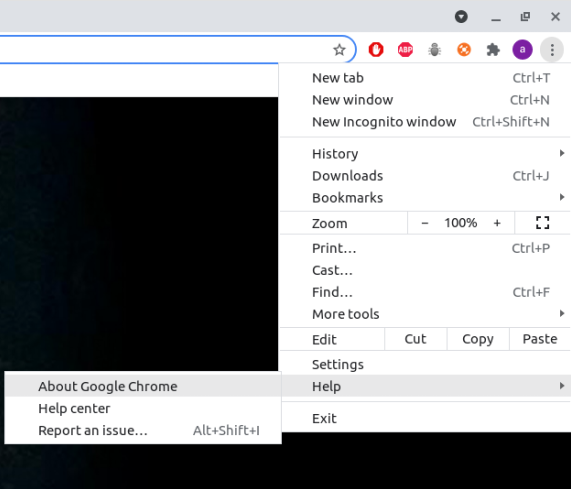 ABP
a
New tab Ctrl+T
New window Ctrl+N
New Incognito window Ctrl+Shift+N
History
Downloads Ctrl+J
Bookmarks
Zoom − 100% +
Print… Ctrl+P
Cast…
Find… Ctrl+F
More tools
Edit Cut Copy Paste
Settings
Help
About Google Chrome
Help center
Report an issue… Alt+Shift+I
Exit